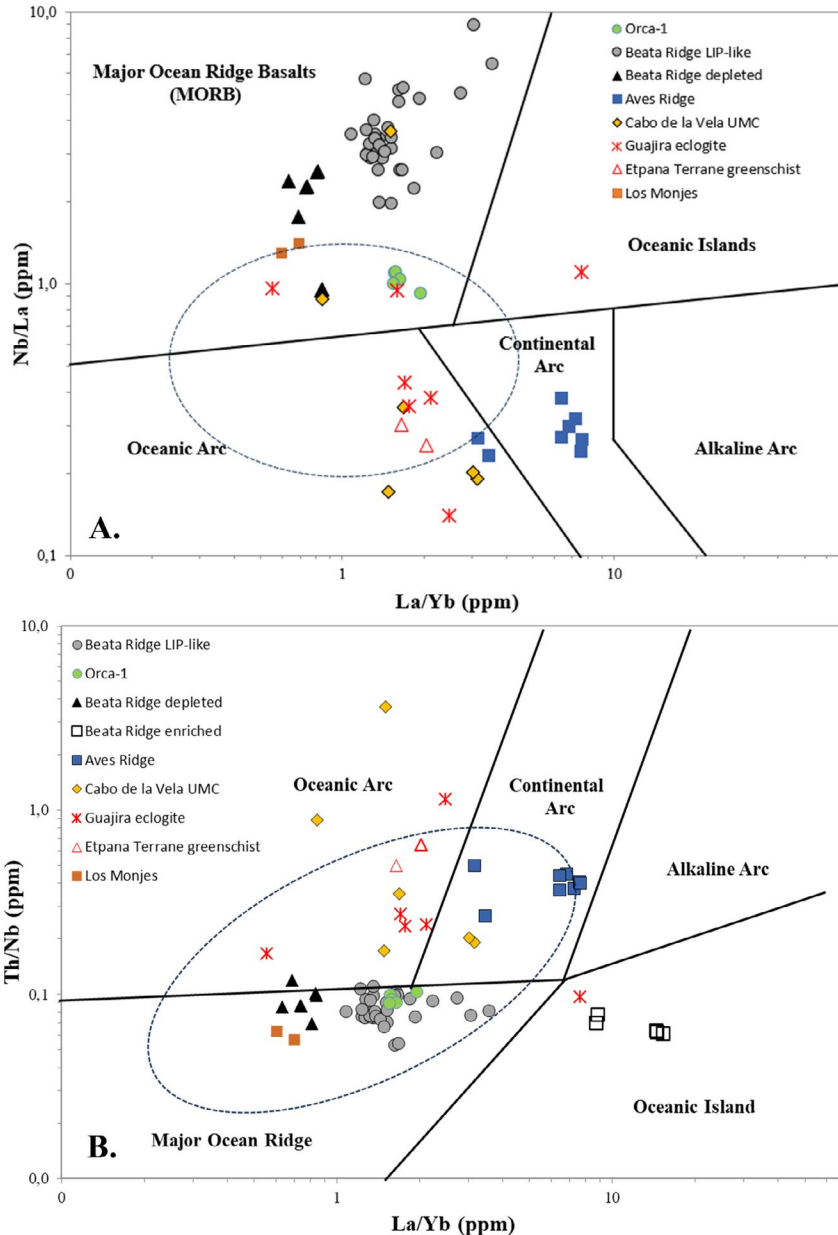 10,0
Major Ocean Ridge Basalts
(MORB)
Orca-1
Beata Ridge LIP-like
Beata Ridge depleted
Aves Ridge
Cabo de la Vela UMC
Guajira eclogite
Etpana Terrane greenschist
Los Monjes
Oceanic Islands
Nb/La (ppm)
1,0
Continental
Arc
Oceanic Arc
Alkaline Arc
A.
0,1
0
1
10
La/Yb (ppm)
10,0
Beata Ridge LIP-like
Orca-1
Beata Ridge depleted
Beata Ridge enriched
Aves Ridge
Cabo de la Vela UMC
Guajira eclogite
Etpana Terrane greenschist
Los Monjes
Oceanic Arc
Continental
Arc
Alkaline Arc
Th/Nb (ppm)
1,0
0,1
Oceanic Island
Major Ocean Ridge
B.
0,0
0
1
10
La/Yb (ppm)